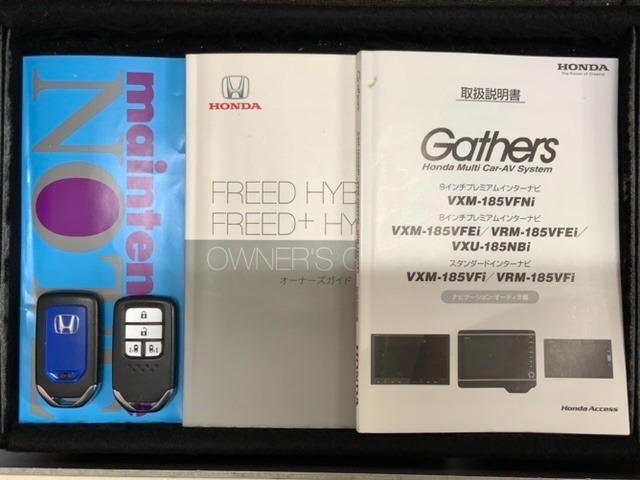 mainten
NOT
HONDA
FREED HYB
FREED+ HY
OWNER'S G
オーナーズガイド
HONDA
The Power of Dreams
取扱説明書
Gathers
Honda Multi Car-AV System
9インチプレミアムインターナビ
VXM-185VFNi
8インチプレミアムインターナビ
VXM-185VFEi/VRM-185VFEi/
VXU-185NBi
スタンダードインターナビ
VXM-185VFi/VRM-185VFi
ナビゲーション・オーディオ編
Honda Access